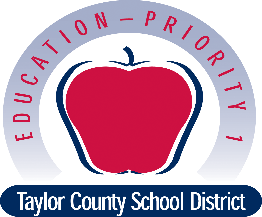 EDUCATION – PRIORITY 1
Taylor County School District